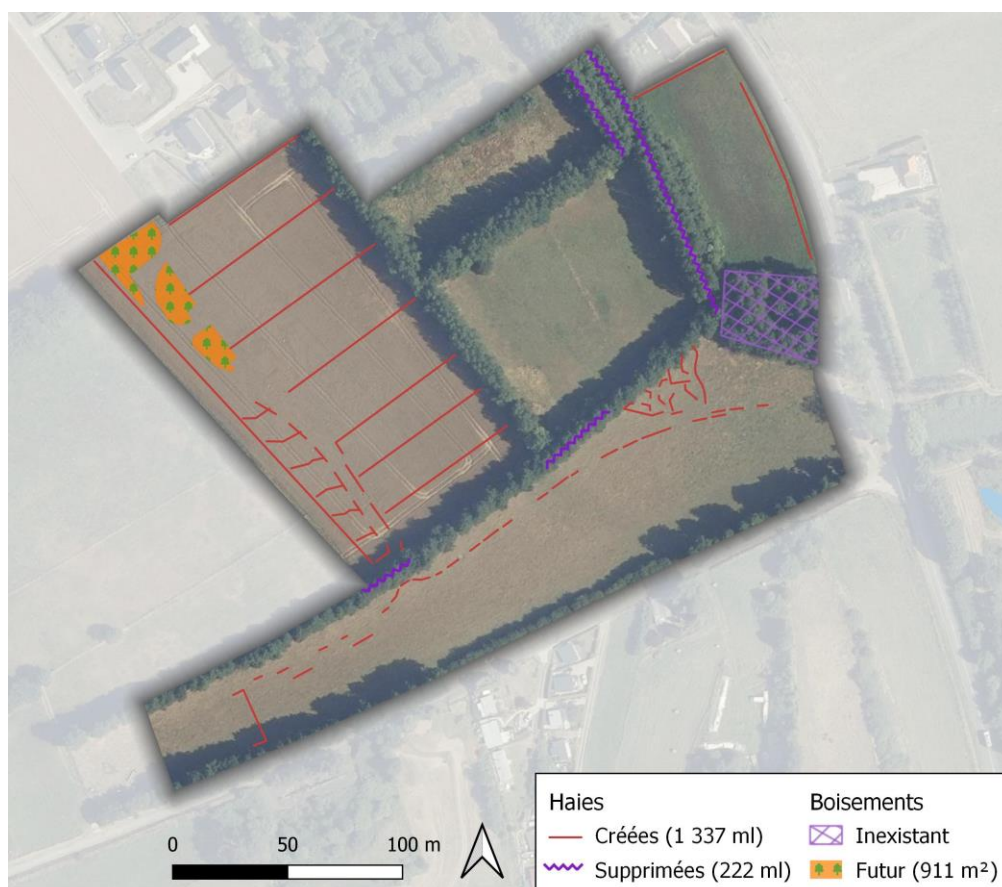 Haies
Créées (1 337 ml)
Supprimées (222 ml)
Boisements
Inexistant
Futur (911 m²)
0 50 100 m